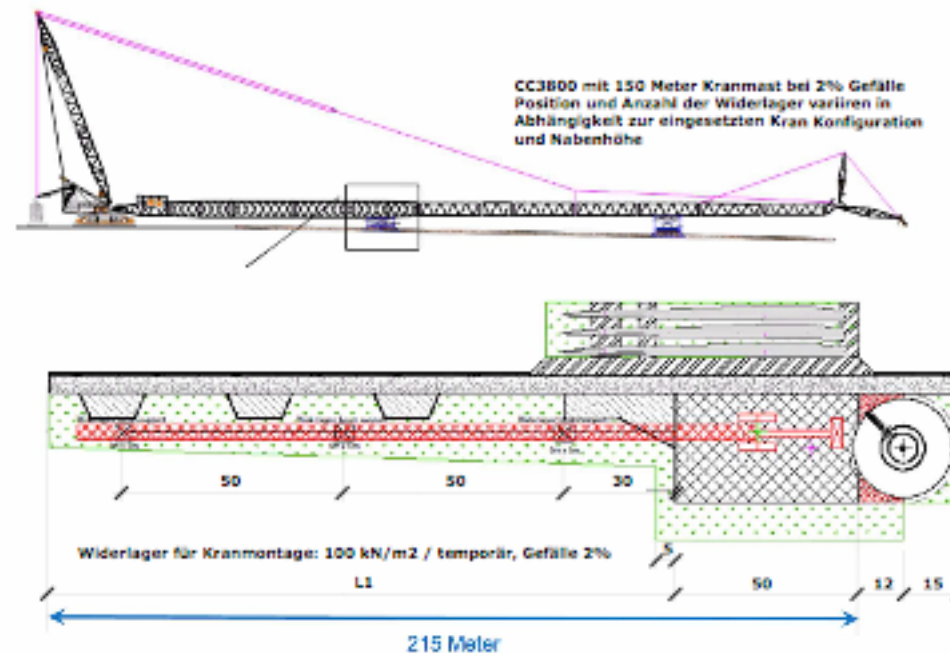 CC3800 mit 150 Meter Kranmast bei 2% Gefälle
Position und Anzahl der Widerlager variiren in
Abhängigkeit zur eingesetzten Kran Konfiguration
und Nabenhöhe
50
50
30
Widerlager für Kranmontage: 100 kN/m2 / temporär, Gefälle 2%
5
L1
50
12
15
215 Meter